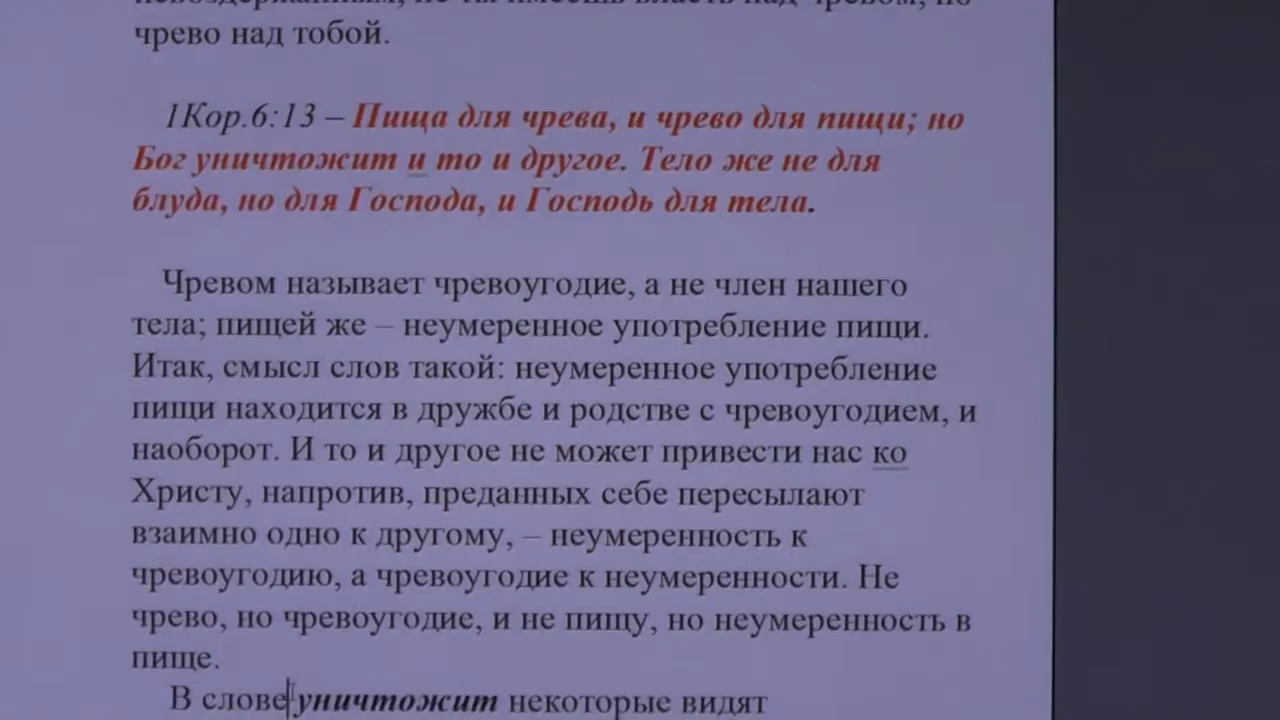 чрево над тобой.
1Кор.6:13 – Пища для чрева, и чрево для пищи; но
Бог уничтожит и то и другое. Тело же не для
блуда, но для Господа, и Господь для тела.
Чревом называет чревоугодие, а не член нашего
тела; пищей же – неумеренное употребление пищи.
Итак, смысл слов такой: неумеренное употребление
пищи находится в дружбе и родстве с чревоугодием, и
наоборот. И то и другое не может привести нас ко
Христу, напротив, преданных себе пересылают
взаимно одно к другому, – неумеренность к
чревоугодию, а чревоугодие к неумеренности. Не
чрево, но чревоугодие, и не пищу, но неумеренность в
пище.
В слове уничтожит некоторые видят